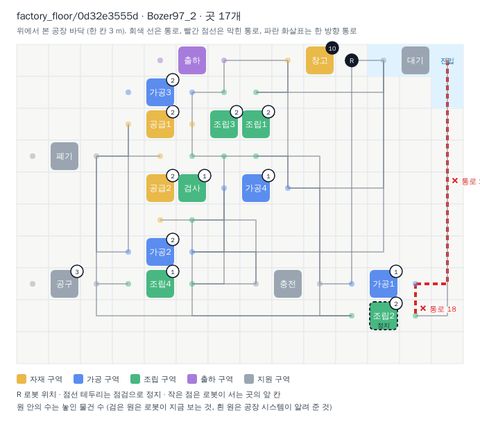 factory_floor/0d32e3555d · Bozer97_2 · 곳 17개
위에서 본 공장 바닥 (한 칸 3 m). 회색 선은 통로, 빨간 점선은 막힌 통로, 파란 화살표는 한 방향 통로
출하
창고
10
R
대기
가공3
2
공급1
2
조립3
2
조립1
2
폐기
공급2
2
검사
1
가공4
1
✕ 통로
가공2
2
공구
3
조립4
1
충전
가공1
1
조립2
2
정지
✕ 통로 18
자재 구역
가공 구역
조립 구역
출하 구역
지원 구역
R 로봇 위치 · 점선 테두리는 점검으로 정지 · 작은 점은 로봇이 서는 곳의 앞 칸
원 안의 수는 놓인 물건 수 (검은 원은 로봇이 지금 보는 것, 흰 원은 공장 시스템이 알려 준 것)